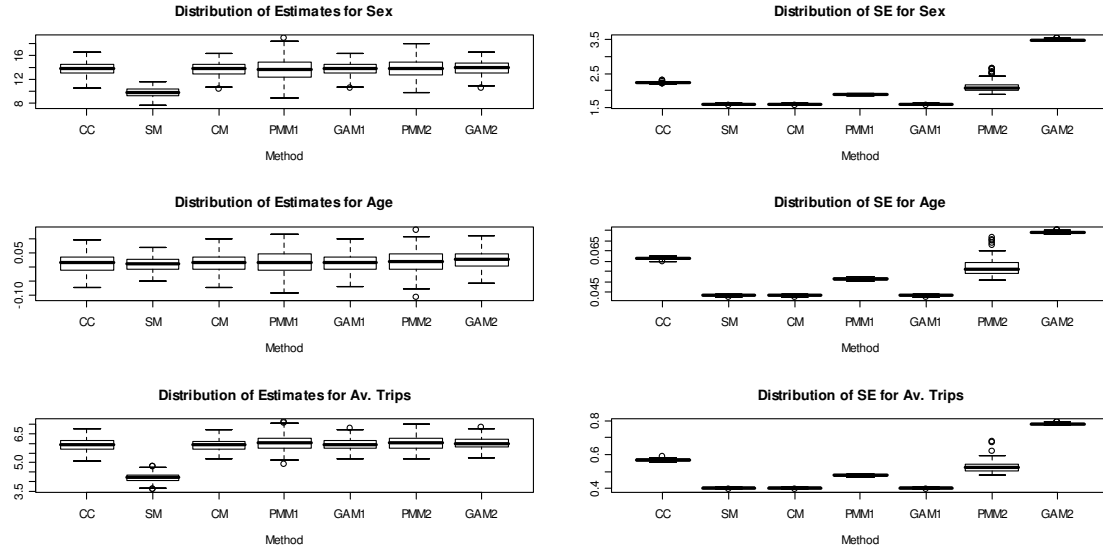 Distribution of Estimates for Sex
16
12
8
CC SM CM PMM1 GAM1 PMM2 GAM2
Method
Distribution of SE for Sex
3.5
2.5
1.5
CC SM CM PMM1 GAM1 PMM2 GAM2
Method
Distribution of Estimates for Age
0.05
-0.10
CC SM CM PMM1 GAM1 PMM2 GAM2
Method
Distribution of SE for Age
0.065
0.045
CC SM CM PMM1 GAM1 PMM2 GAM2
Method
Distribution of Estimates for Av. Trips
6.5
5.0
3.5
CC SM CM PMM1 GAM1 PMM2 GAM2
Method
Distribution of SE for Av. Trips
0.8
0.6
0.4
CC SM CM PMM1 GAM1 PMM2 GAM2
Method